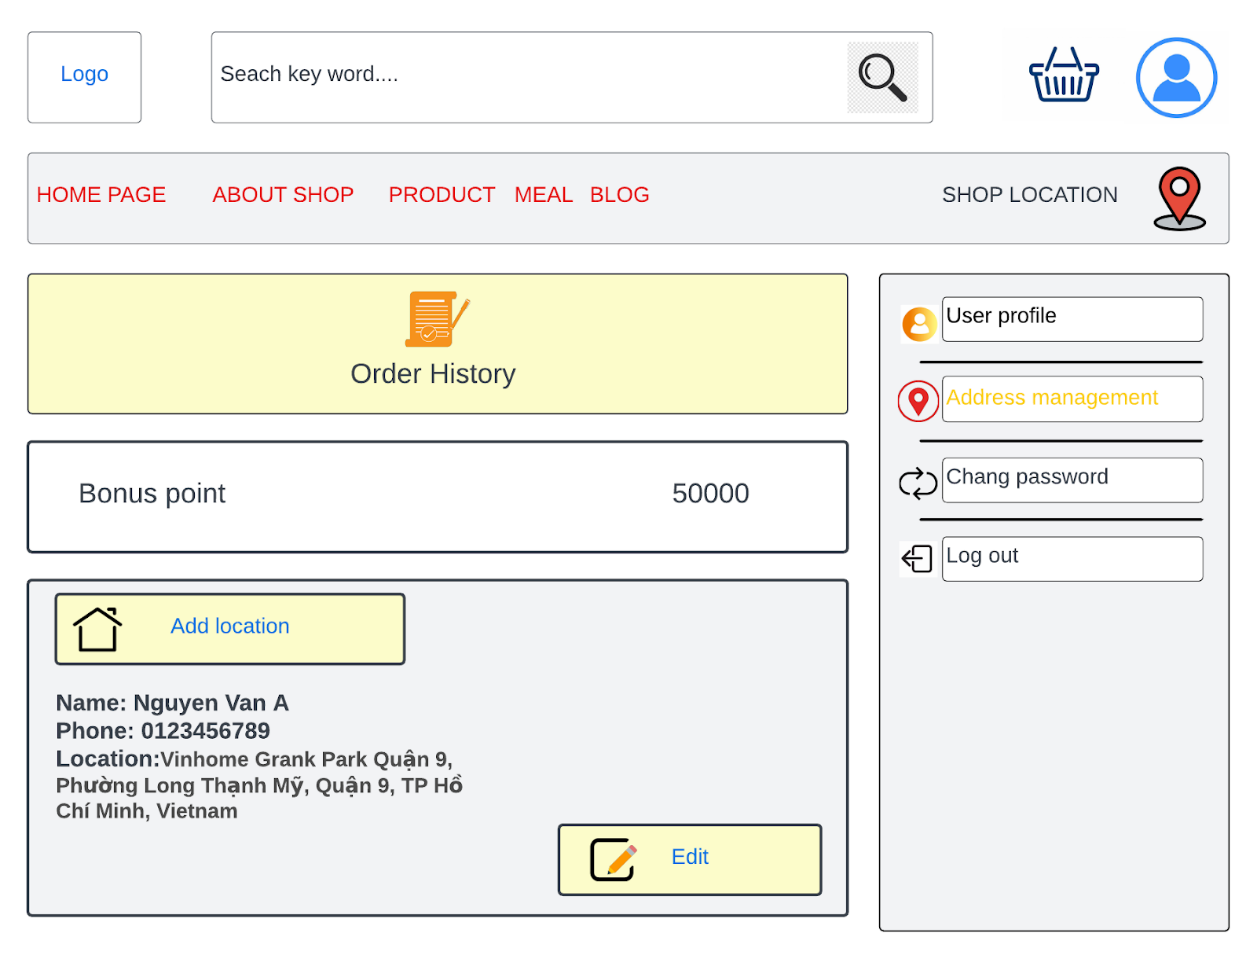 Logo
Seach key word....
HOME PAGE ABOUT SHOP PRODUCT MEAL BLOG SHOP LOCATION
Order History
Bonus point 50000
Add location
Name: Nguyen Van A
Phone: 0123456789
Location:Vinhome Grank Park Quận 9,
Phường Long Thạnh Mỹ, Quận 9, TP Hồ
Chí Minh, Vietnam
Edit
User profile
Address management
Chang password
Log out